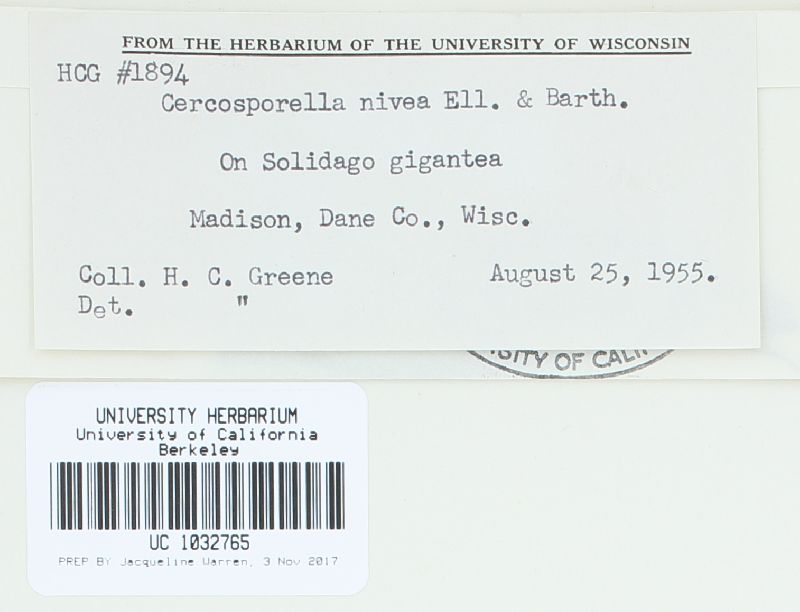 FROM THE HERBARIUM OF THE UNIVERSITY OF WISCONSIN
HCG #1894
Cercosporella nivea Ell. & Barth.
On Solidago gigantea
Madison, Dane Co., Wisc.
Coll. H. C. Greene August 25, 1955.
Det. "
OF
UNIVERSITY HERBARIUM
University of California
Berkeley
UC 1032765
PREP BY Jacqueline Warren, 3 Nov 2017